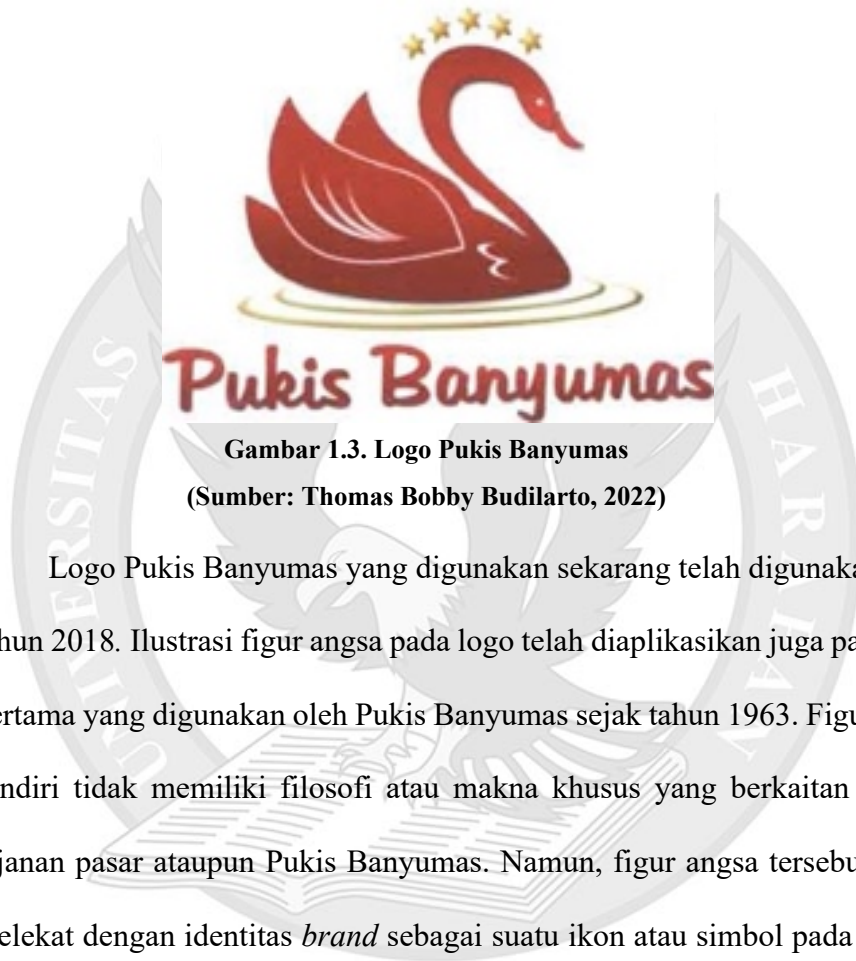 Pukis Banyumas
Gambar 1.3. Logo Pukis Banyumas
(Sumber: Thomas Bobby Budilarto, 2022)
Logo Pukis Banyumas yang digunakan sekarang telah digunaka
hun 2018. Ilustrasi figur angsa pada logo telah diaplikasikan juga pa
ertama yang digunakan oleh Pukis Banyumas sejak tahun 1963. Figu
ndiri tidak memiliki filosofi atau makna khusus yang berkaitan
janan pasar ataupun Pukis Banyumas. Namun, figur angsa tersebu
elekat dengan identitas brand sebagai suatu ikon atau simbol pada
UNIVERSITAS
HARAPAN